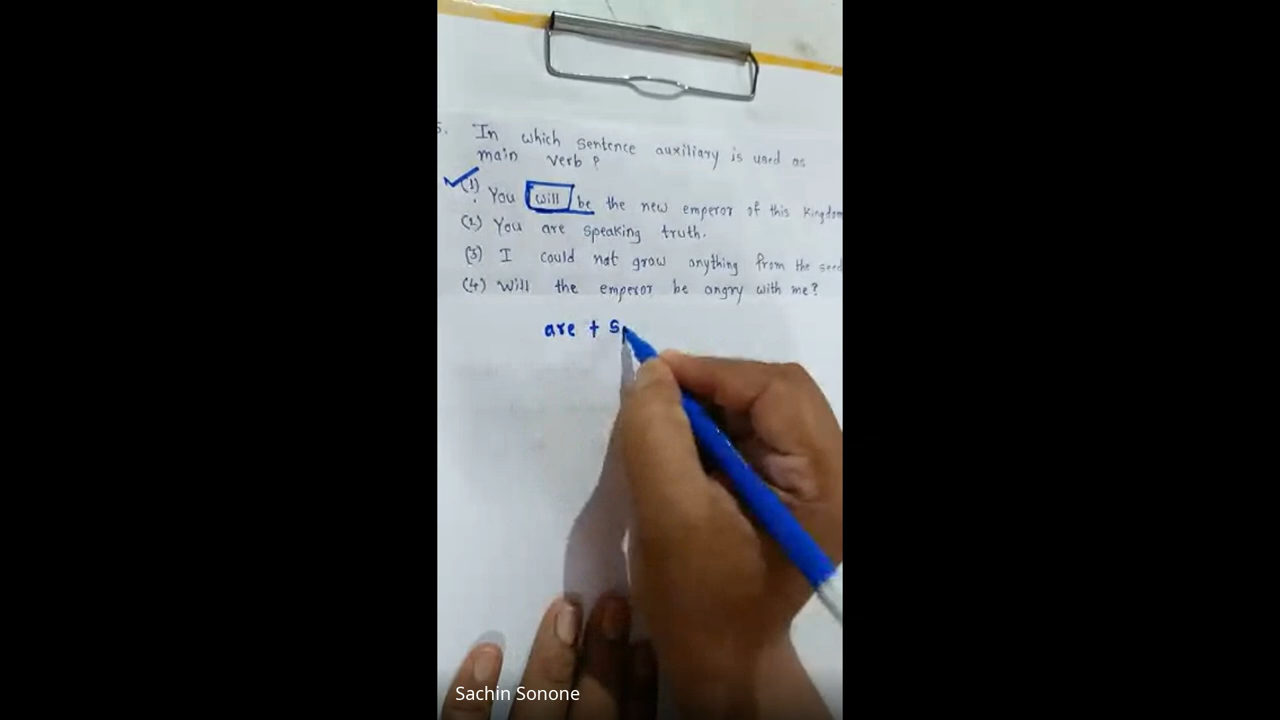 5. In which sentence auxiliary is used as
main verb ?
(1) You will be the new emperor of this kingdom
(2) You are speaking truth.
(3) I could not grow anything from the seed
(4) Will the emperor be angry with me?
are + s
Sachin Sonone